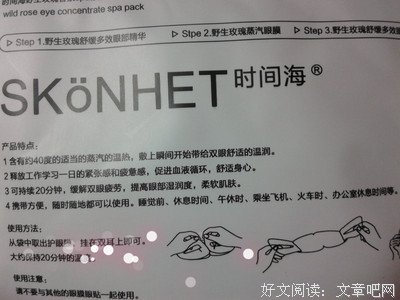 wild rose eye concentrate spa pack
Step 1.野生玫瑰舒缓多效眼部精华
Stpe 2.野生玫瑰蒸汽眼膜
Step 3.野生玫瑰舒缓多效眼
SKöNHET 时间海®
产品特点:
1 含有约40度的适当的蒸汽的温热,敷上瞬间开始带给双眼舒适的温润。
2 释放工作学习一日的紧张感和疲惫感,促进血液循环,舒适身心。
3 可持续20分钟,缓解双眼疲劳,提高眼部湿润度,柔软肌肤。
4 携带方便,随时随地都可以使用。睡觉前、休息时间、午休时、乘坐飞机、火车时、办公室休息时间等。
使用方法:
从袋中取出护眼膜,挂在双耳上即可。
大约保持20分钟的温
使用注意:
请不要与其他的眼膜眼贴一起使用。
好文阅读:文章吧网